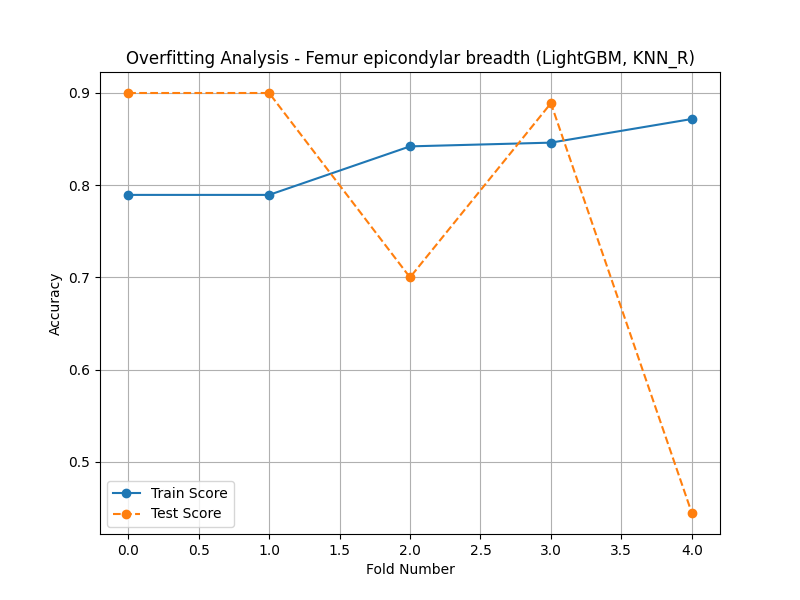 Overfitting Analysis - Femur epicondylar breadth (LightGBM, KNN_R)
0.9
0.8
0.7
0.6
0.5
Accuracy
Train Score
Test Score
0.0 0.5 1.0 1.5 2.0 2.5 3.0 3.5 4.0
Fold Number